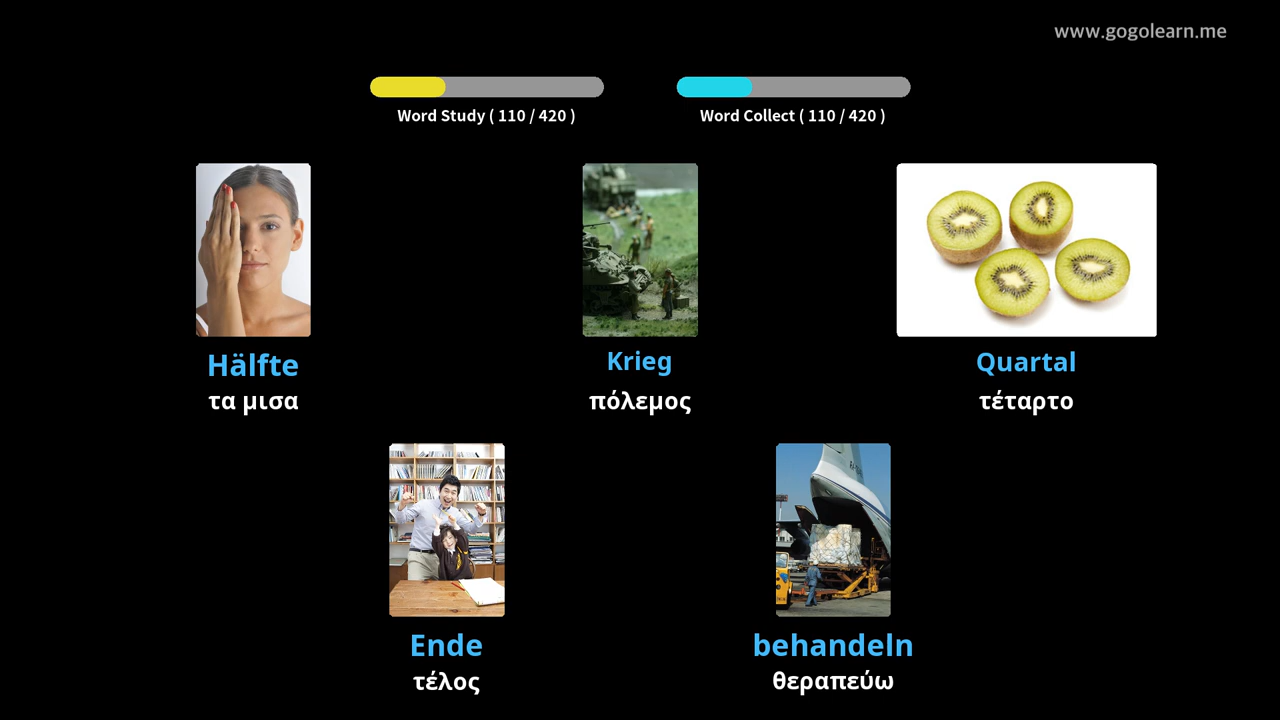 www.gogolearn.me
Word Study ( 110 / 420 )
Word Collect ( 110 / 420 )
Hälfte
τα μισα
Krieg
πόλεμος
Quartal
τέταρτο
Ende
τέλος
behandeln
θεραπεύω